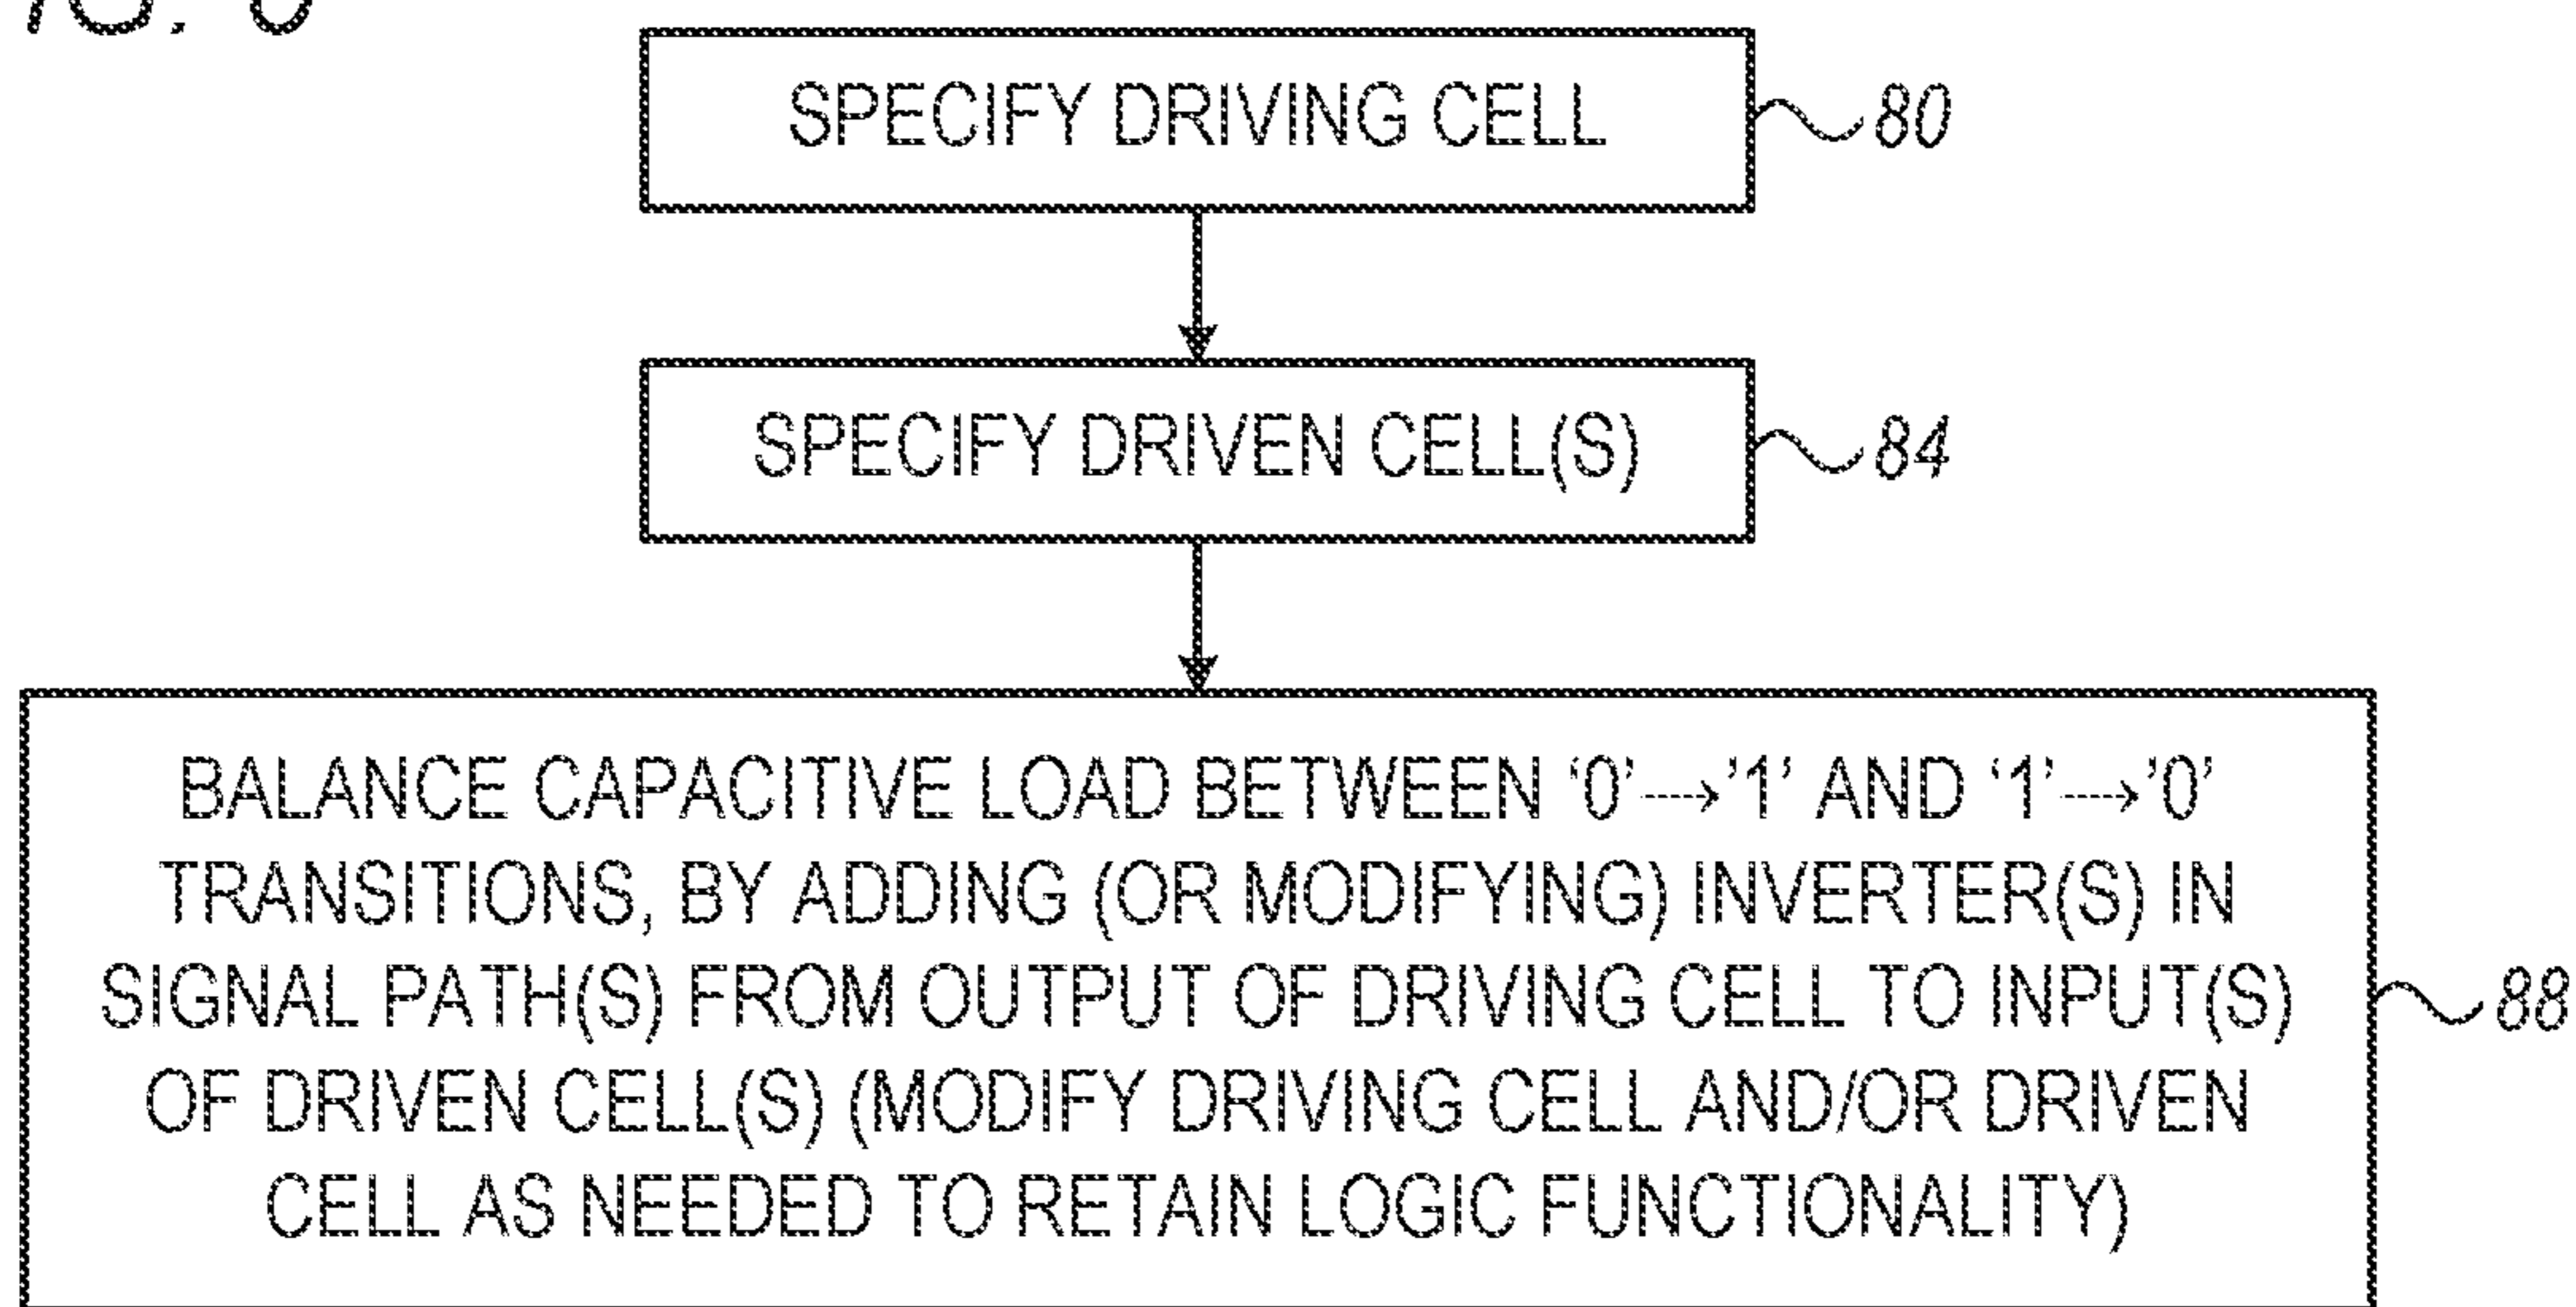 SPECIFY DRIVING CELL
80
SPECIFY DRIVEN CELL(S)
84
BALANCE CAPACITIVE LOAD BETWEEN ‘0’→’1’ AND ‘1’→’0’
TRANSITIONS, BY ADDING (OR MODIFYING) INVERTER(S) IN
SIGNAL PATH(S) FROM OUTPUT OF DRIVING CELL TO INPUT(S)
OF DRIVEN CELL(S) (MODIFY DRIVING CELL AND/OR DRIVEN
CELL AS NEEDED TO RETAIN LOGIC FUNCTIONALITY)
88